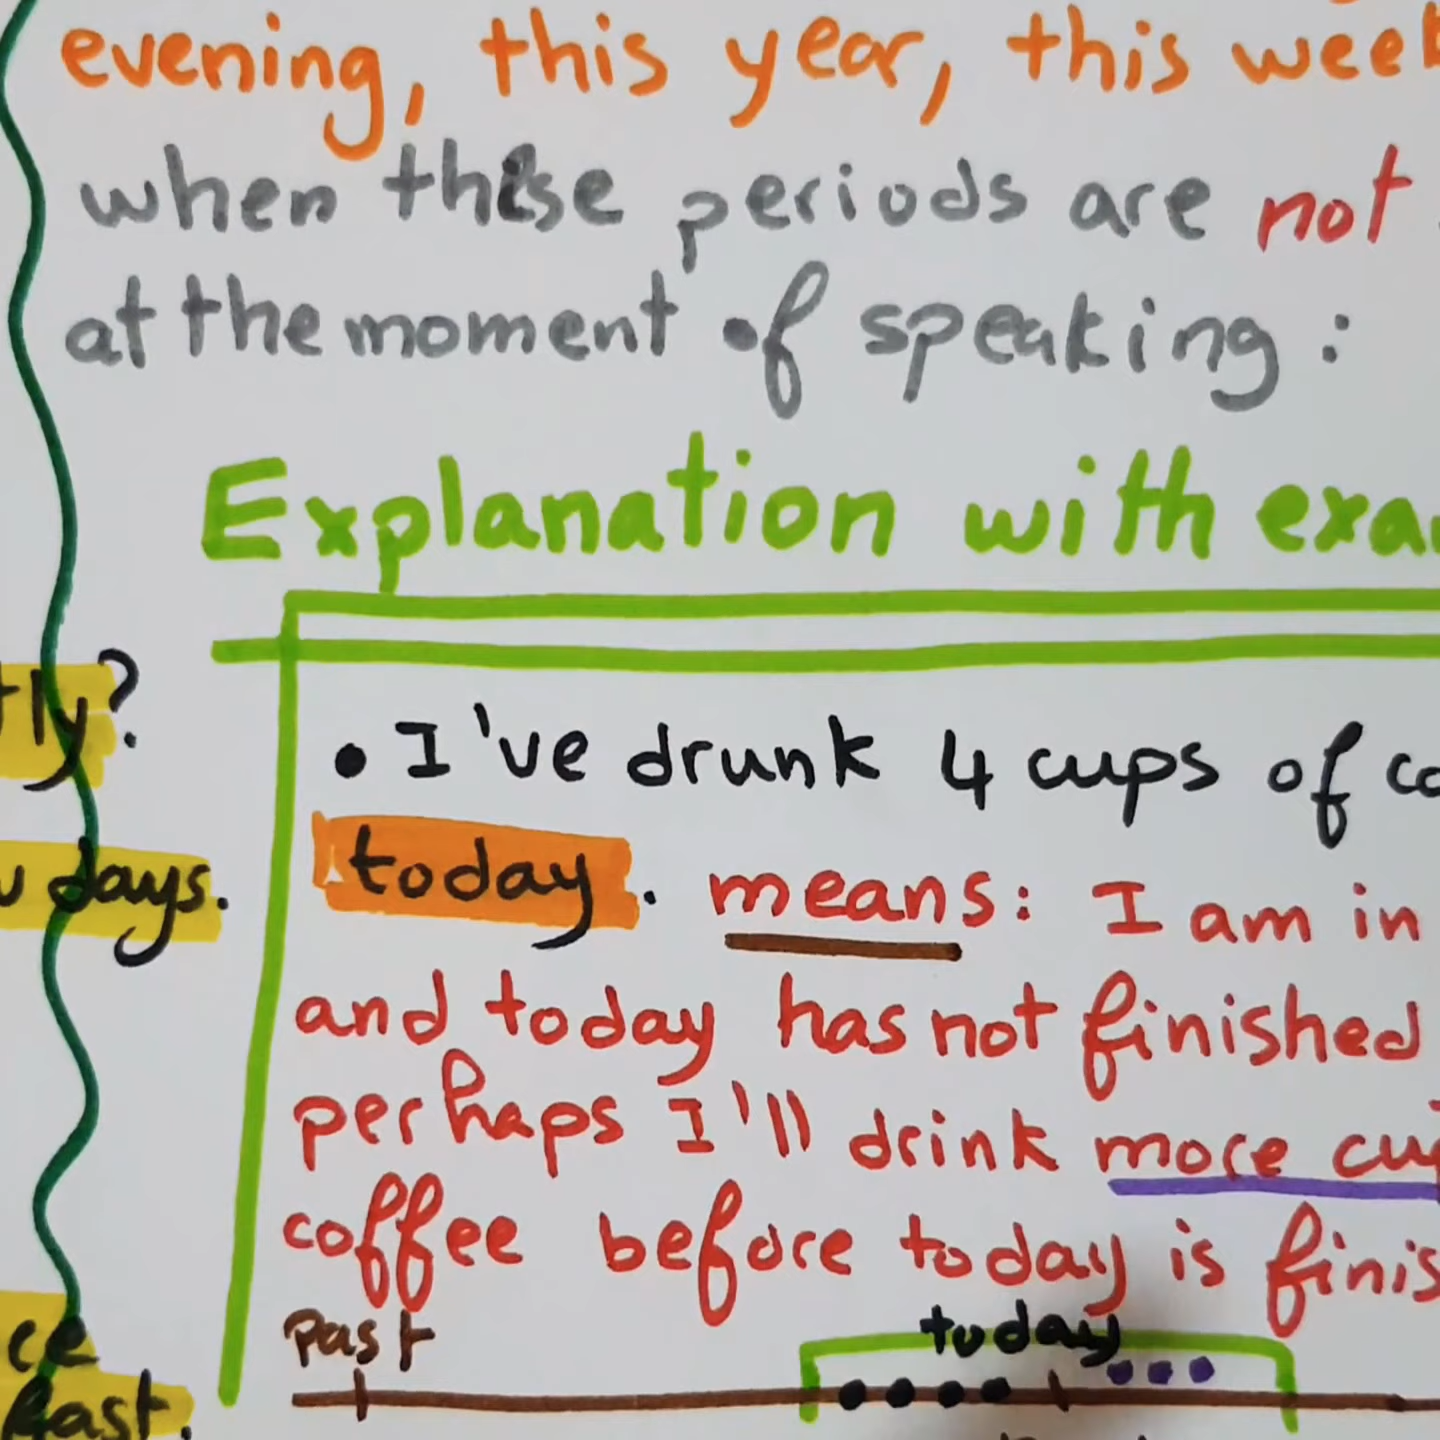 evening, this year, this week
when these periods are not
at the moment of speaking:
Explanation with
tly?
• I've drunk 4 cups of
today. means: I am in
days.
and today has not finished
perhaps I'll drink more
coffee before today is
past
today
ce
fast.